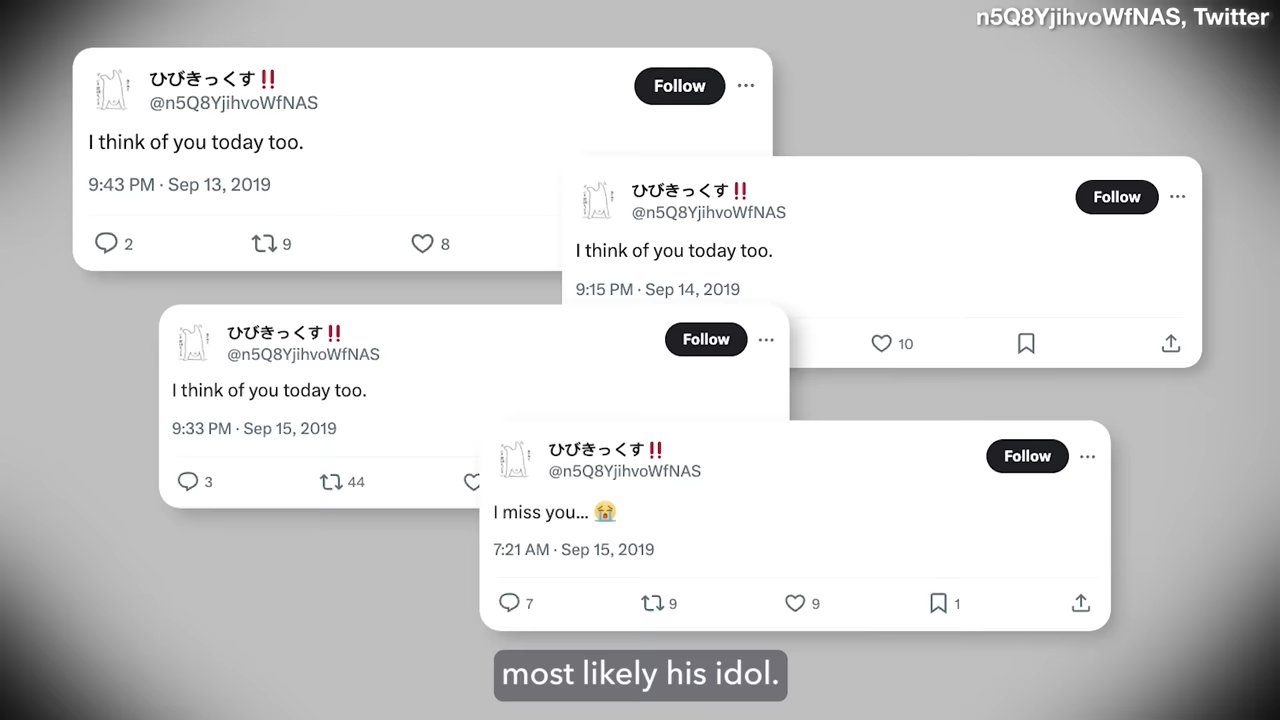 n5Q8YjihvoWfNAS, Twitter
ひびきっくす‼️
@n5Q8YjihvoWfNAS
Follow
I think of you today too.
9:43 PM · Sep 13, 2019
2
9
8
ひびきっくす‼️
@n5Q8YjihvoWfNAS
Follow
I think of you today too.
9:15 PM · Sep 14, 2019
10
ひびきっくす‼️
@n5Q8YjihvoWfNAS
Follow
I think of you today too.
9:33 PM · Sep 15, 2019
3
44
ひびきっくす‼️
@n5Q8YjihvoWfNAS
Follow
I miss you... 😭
7:21 AM · Sep 15, 2019
7
9
9
1
most likely his idol.